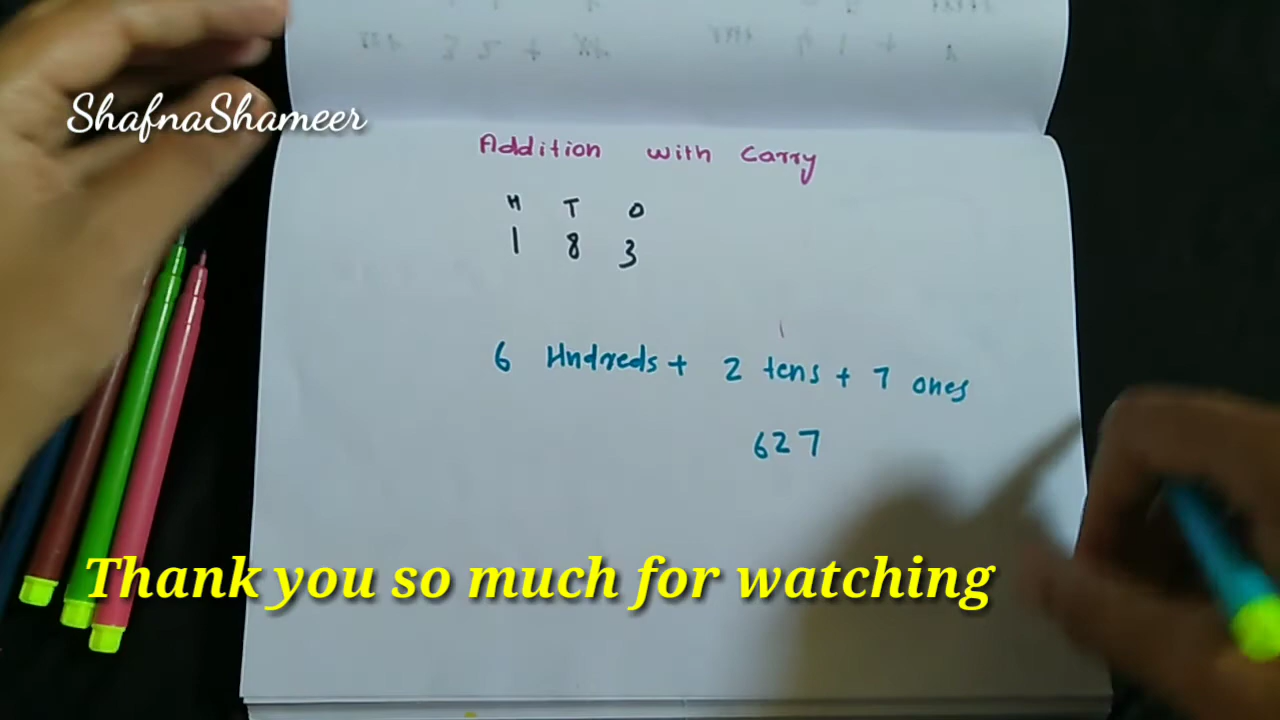 ShafnaShameer
Addition with Carry
H T O
1 8 3
6 Hndreds + 2 tens + 7 ones
627
Thank you so much for watching